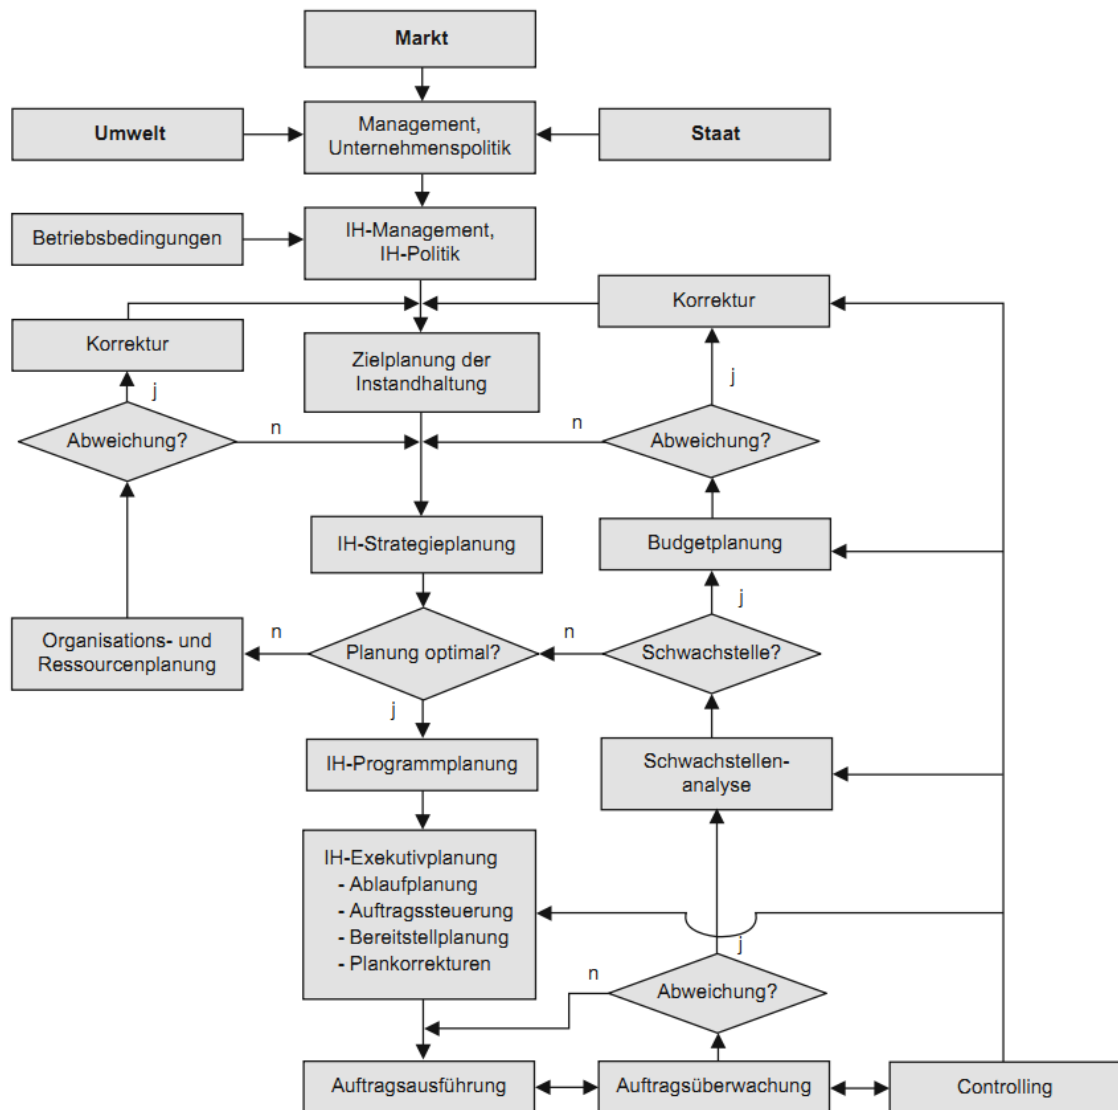 Markt
Umwelt
Management,
Unternehmenspolitik
Staat
Betriebsbedingungen
IH-Management,
IH-Politik
Korrektur
Korrektur
Zielplanung der
Instandhaltung
j
j
Abweichung?
n
n
Abweichung?
IH-Strategieplanung
Budgetplanung
j
Organisations- und
Ressourcenplanung
n
Planung optimal?
n
Schwachstelle?
j
IH-Programmplanung
Schwachstellen-
analyse
IH-Exekutivplanung
- Ablaufplanung
- Auftragssteuerung
- Bereitstellplanung
- Plankorrekturen
j
n
Abweichung?
Auftragsausführung
Auftragsüberwachung
Controlling